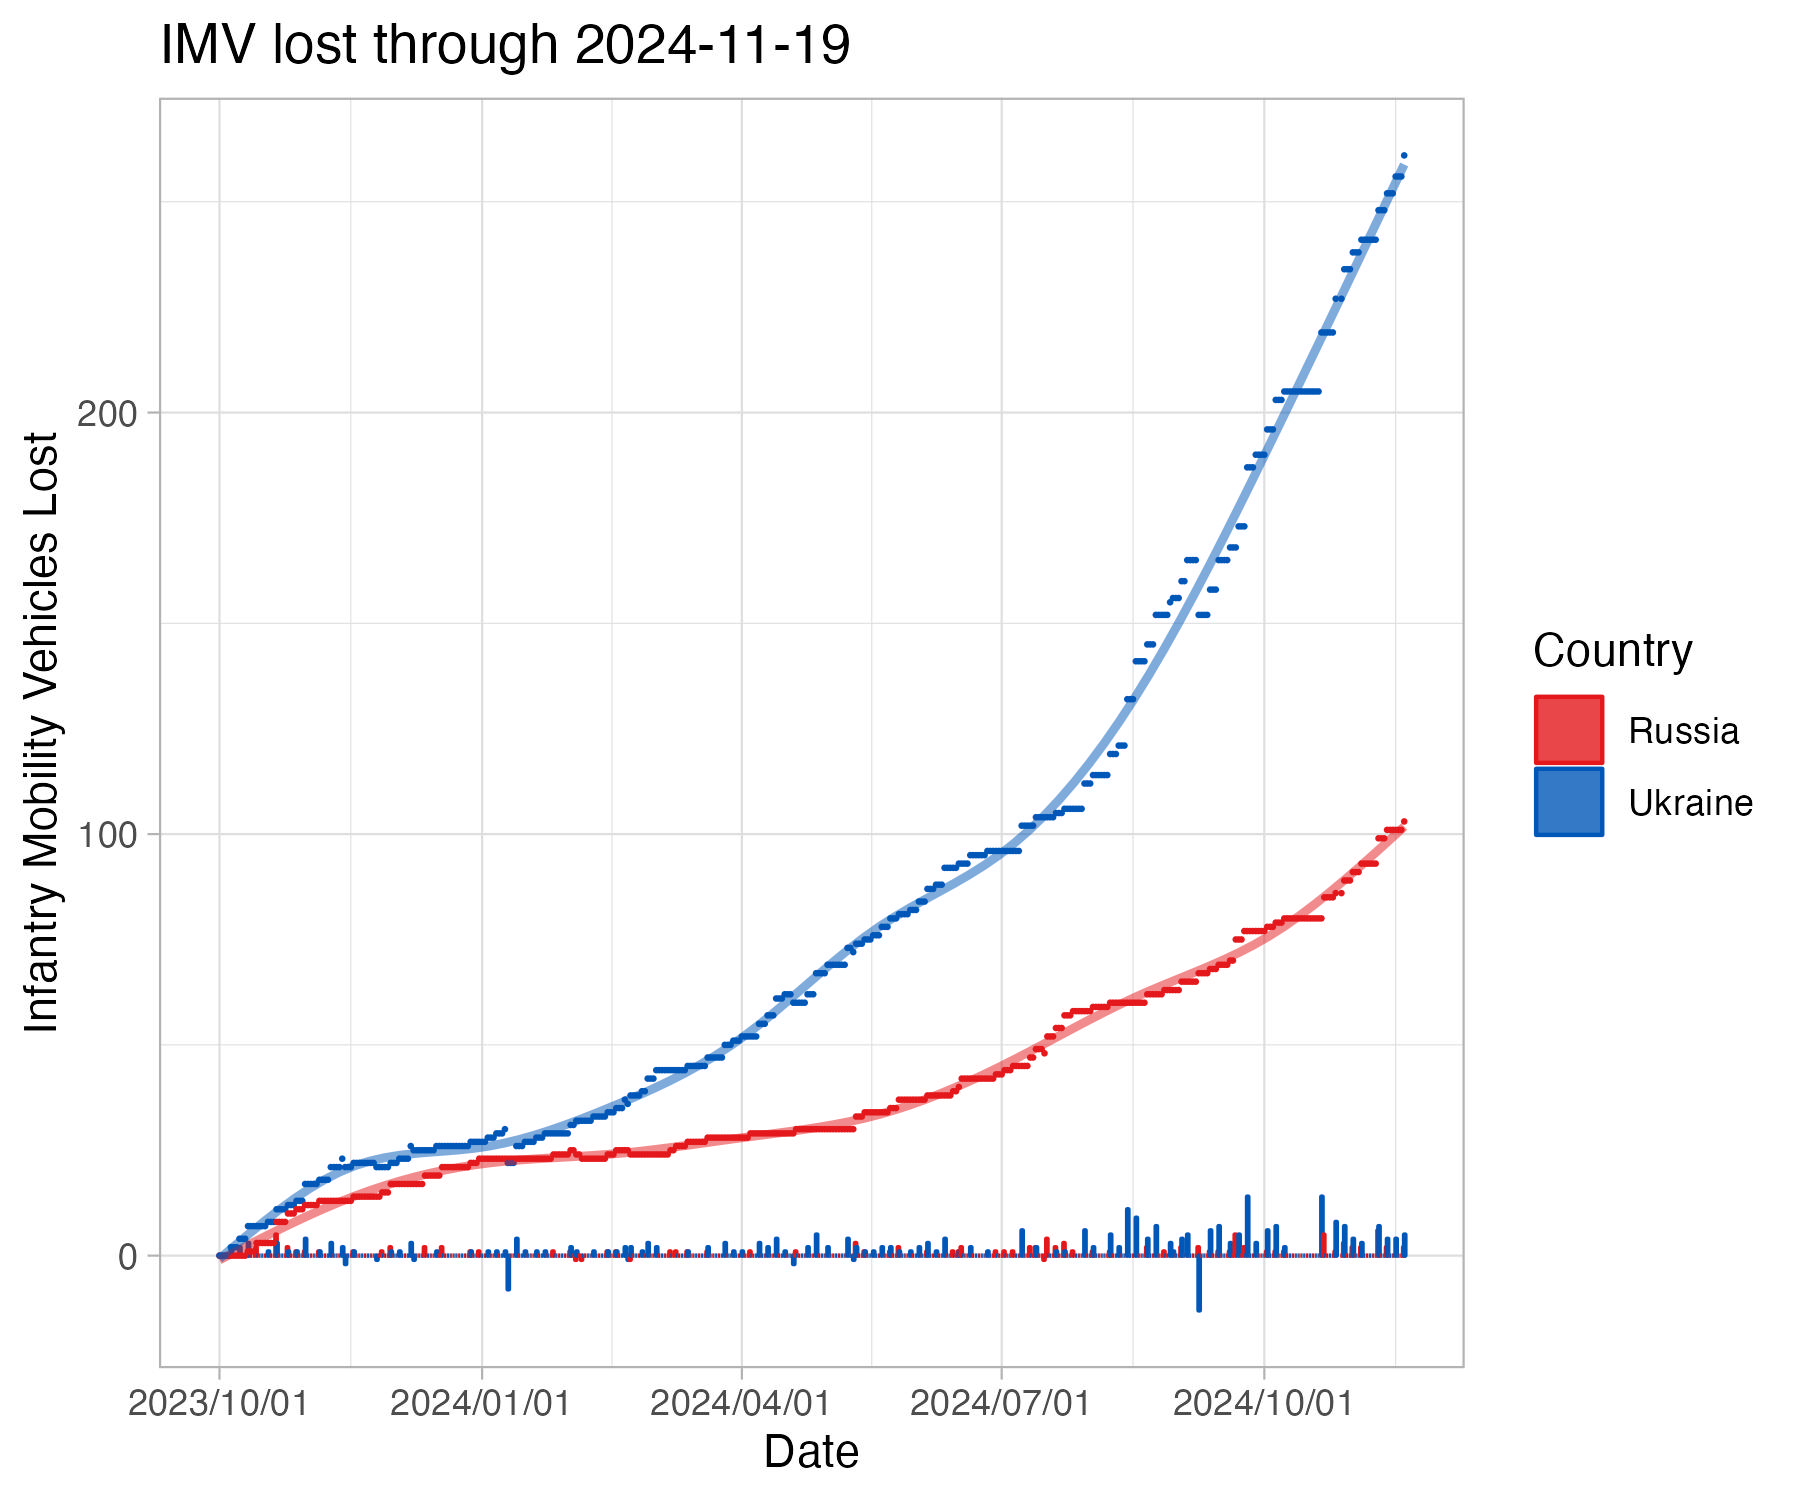 IMV lost through 2024-11-19
Infantry Mobility Vehicles Lost
200
100
0
2023/10/01
2024/01/01
2024/04/01
2024/07/01
2024/10/01
Date
Country
Russia
Ukraine